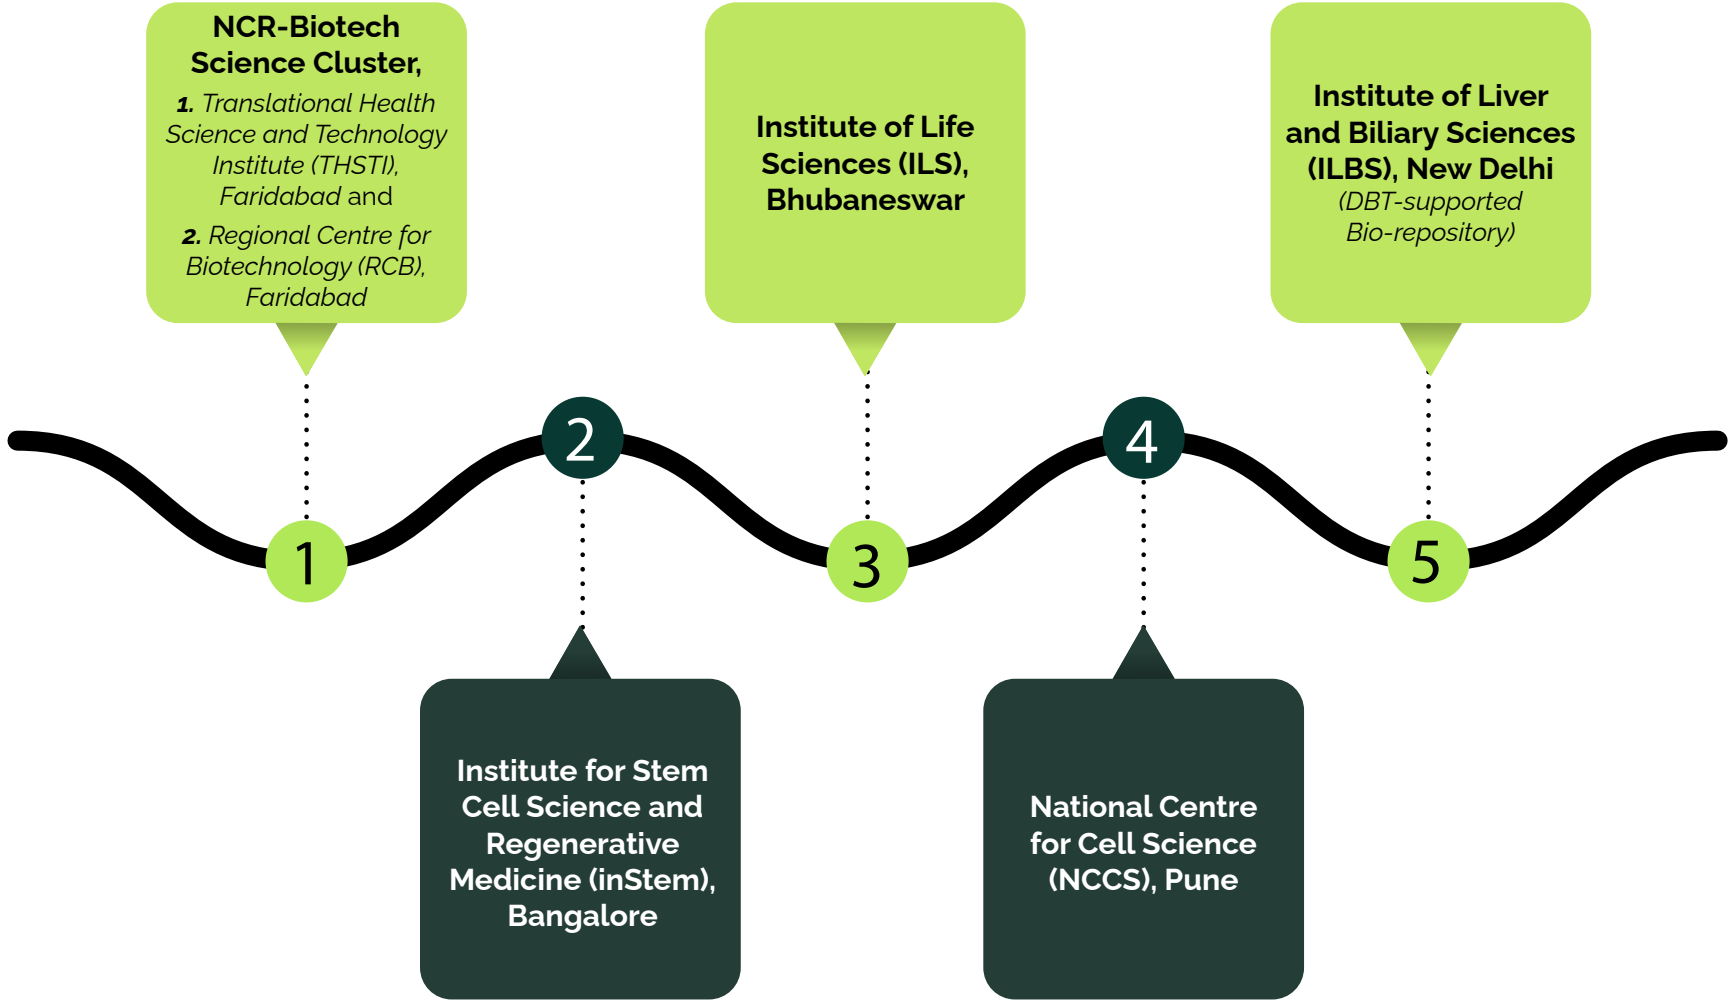 NCR-Biotech
Science Cluster,
1. Translational Health
Science and Technology
Institute (THSTI),
Faridabad and
2. Regional Centre for
Biotechnology (RCB),
Faridabad
1
Institute for Stem
Cell Science and
Regenerative
Medicine (inStem),
Bangalore
2
Institute of Life
Sciences (ILS),
Bhubaneswar
3
National Centre
for Cell Science
(NCCS), Pune
4
Institute of Liver
and Biliary Sciences
(ILBS), New Delhi
(DBT-supported
Bio-repository)
5